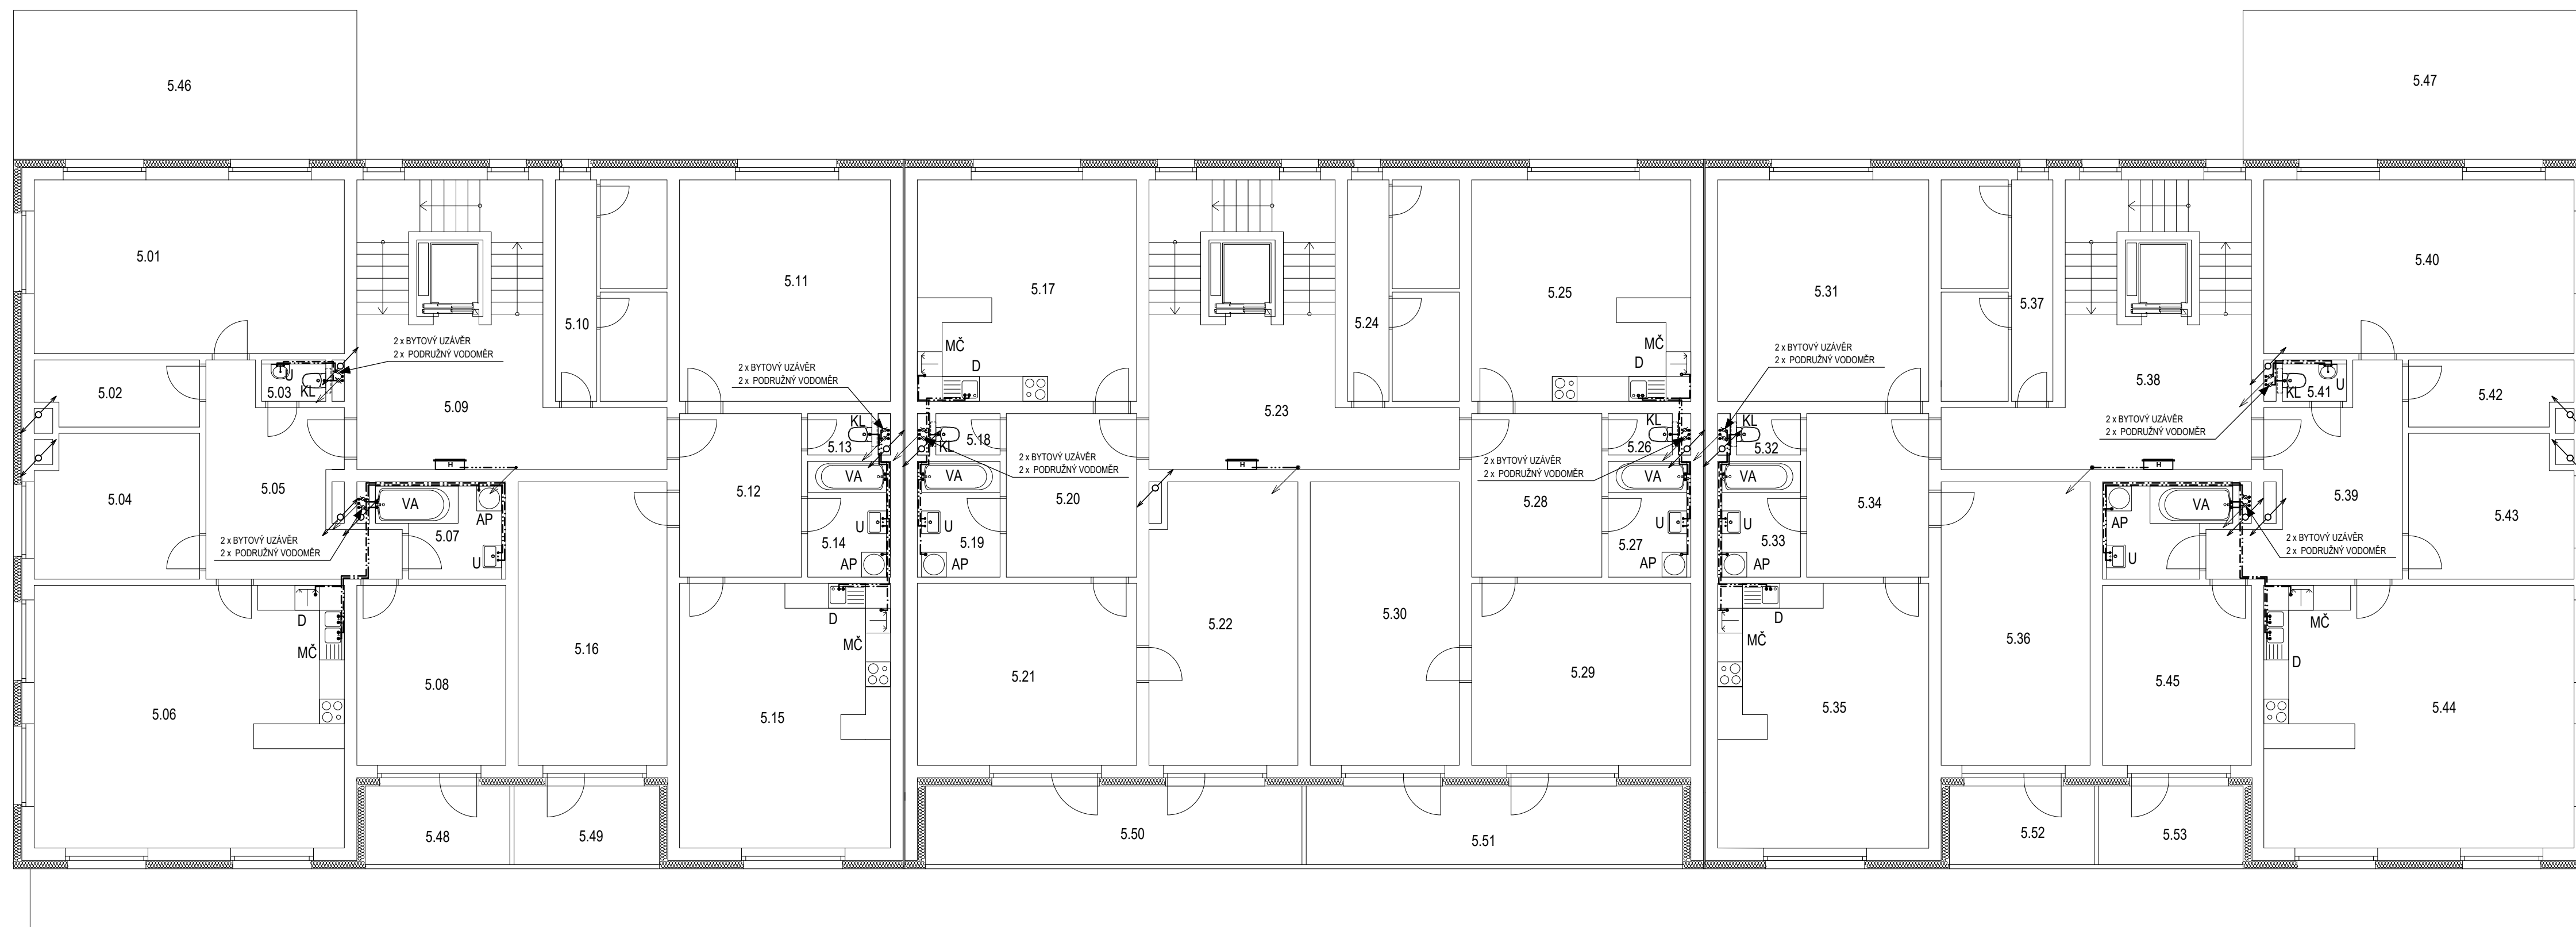 5.46
5.47
5.01
5.11
5.17
5.25
5.31
5.40
5.10
5.24
5.37
2 x BYTOVÝ UZÁVĚR
2 x PODRUŽNÝ VODOMĚR
2 x BYTOVÝ UZÁVĚR
2 x PODRUŽNÝ VODOMĚR
2 x BYTOVÝ UZÁVĚR
2 x PODRUŽNÝ VODOMĚR
MČ
D
MČ
D
U
5.03
KL
5.02
5.09
5.23
5.38
KL
5.41
U
5.42
2 x BYTOVÝ UZÁVĚR
2 x PODRUŽNÝ VODOMĚR
KL
5.13
KL
5.18
KL
5.26
KL
5.32
2 x BYTOVÝ UZÁVĚR
2 x PODRUŽNÝ VODOMĚR
2 x BYTOVÝ UZÁVĚR
2 x PODRUŽNÝ VODOMĚR
H
H
H
VA
VA
VA
VA
5.04
5.05
VA
AP
5.12
5.20
5.28
5.34
AP
VA
5.39
5.43
U
U
U
U
5.07
U
5.14
AP
5.19
AP
5.27
AP
5.33
AP
U
2 x BYTOVÝ UZÁVĚR
2 x PODRUŽNÝ VODOMĚR
2 x BYTOVÝ UZÁVĚR
2 x PODRUŽNÝ VODOMĚR
D
MČ
D
MČ
D
MČ
MČ
D
5.06
5.08
5.16
5.15
5.21
5.22
5.30
5.29
5.35
5.36
5.45
5.44
5.48
5.49
5.50
5.51
5.52
5.53